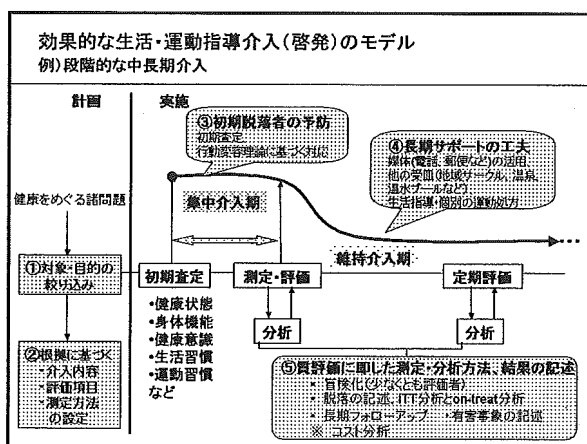 効果的な生活・運動指導介入（啓発）のモデル
例）段階的な中長期介入
計画
実施
③初期脱落者の予防
初期査定
行動変容理論に基づく対応
④長期サポートの工夫
媒体（電話、郵便など）の活用、
他の受皿（地域サークル、温泉、
温水プールなど）
生活指導・個別の運動処方
健康をめぐる諸問題
集中介入期
維持介入期
①対象・目的の
絞り込み
初期査定
測定・評価
定期評価
・健康状態
・身体機能
・健康意識
・生活習慣
・運動習慣
など
分析
分析
②根拠に基づく
・介入内容
・評価項目
・測定方法
の設定
⑤質評価に即した測定・分析方法、結果の記述
・盲検化（少なくとも評価者）
・脱落の記述、ITT分析とon-treat分析
・長期フォローアップ ・有害事象の記述
※ コスト分析